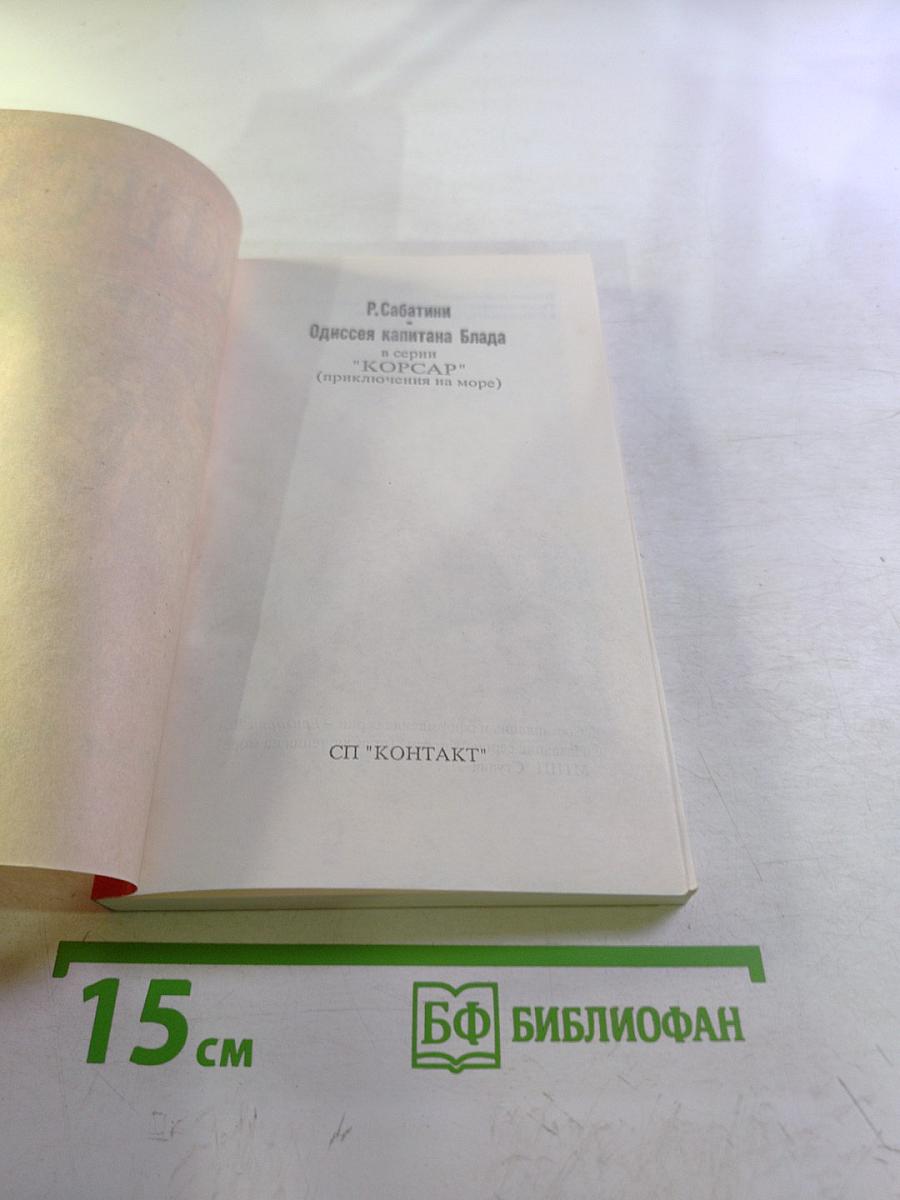 Р.Сабатини
-
Одиссея капитана Блада
в серии
"КОРСАР"
(приключения на море)
СП "КОНТАКТ"
15 см
БФ БИБЛИОФАН